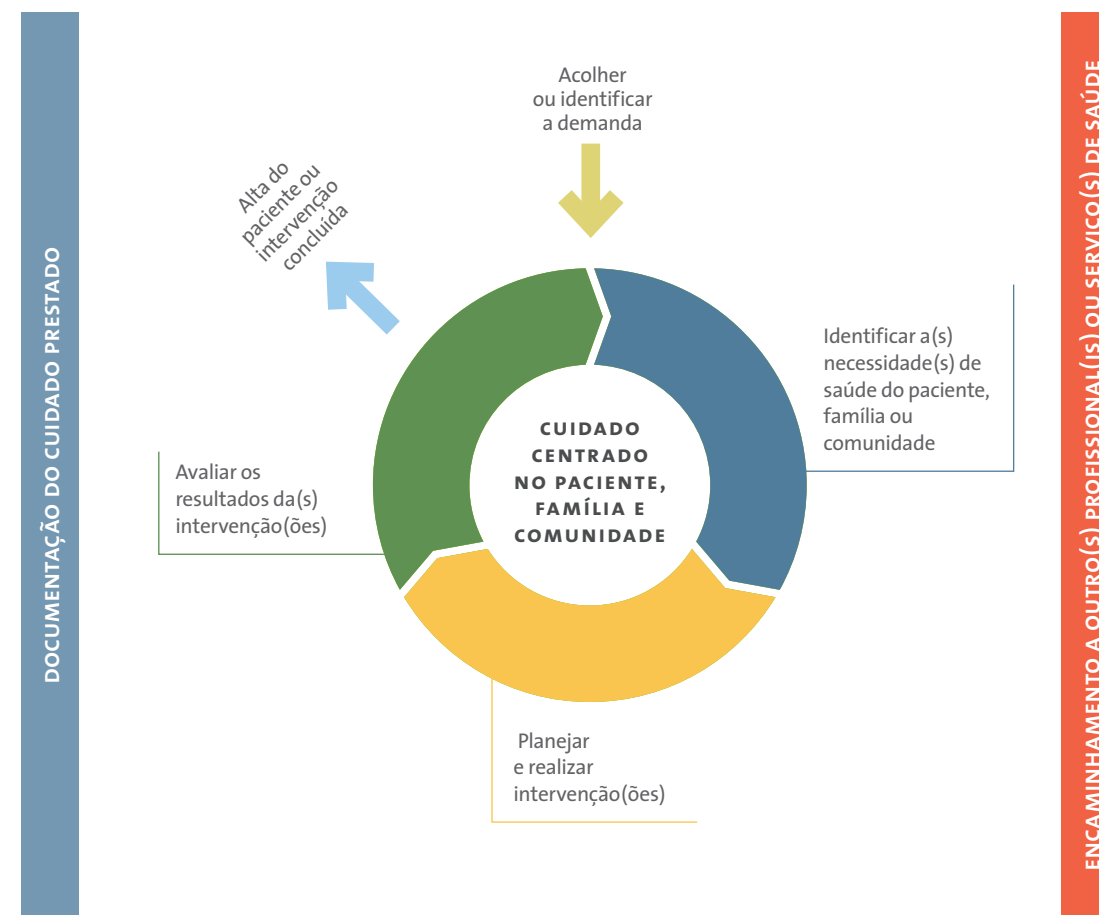 DOCUMENTAÇÃO DO CUIDADO PRESTADO
Acolher
ou identificar
a demanda
Alta do
paciente ou
intervenção
concluída
Identificar a(s)
necessidade(s) de
saúde do paciente,
família ou
comunidade
CUIDADO
CENTRADO
NO PACIENTE,
FAMÍLIA E
COMUNIDADE
Avaliar os
resultados da(s)
intervenção(ões)
Planejar
e realizar
intervenção(ões)
ENCAMINHAMENTO A OUTRO(S) PROFISSIONAL(IS) OU SERVIÇO(S) DE SAÚDE